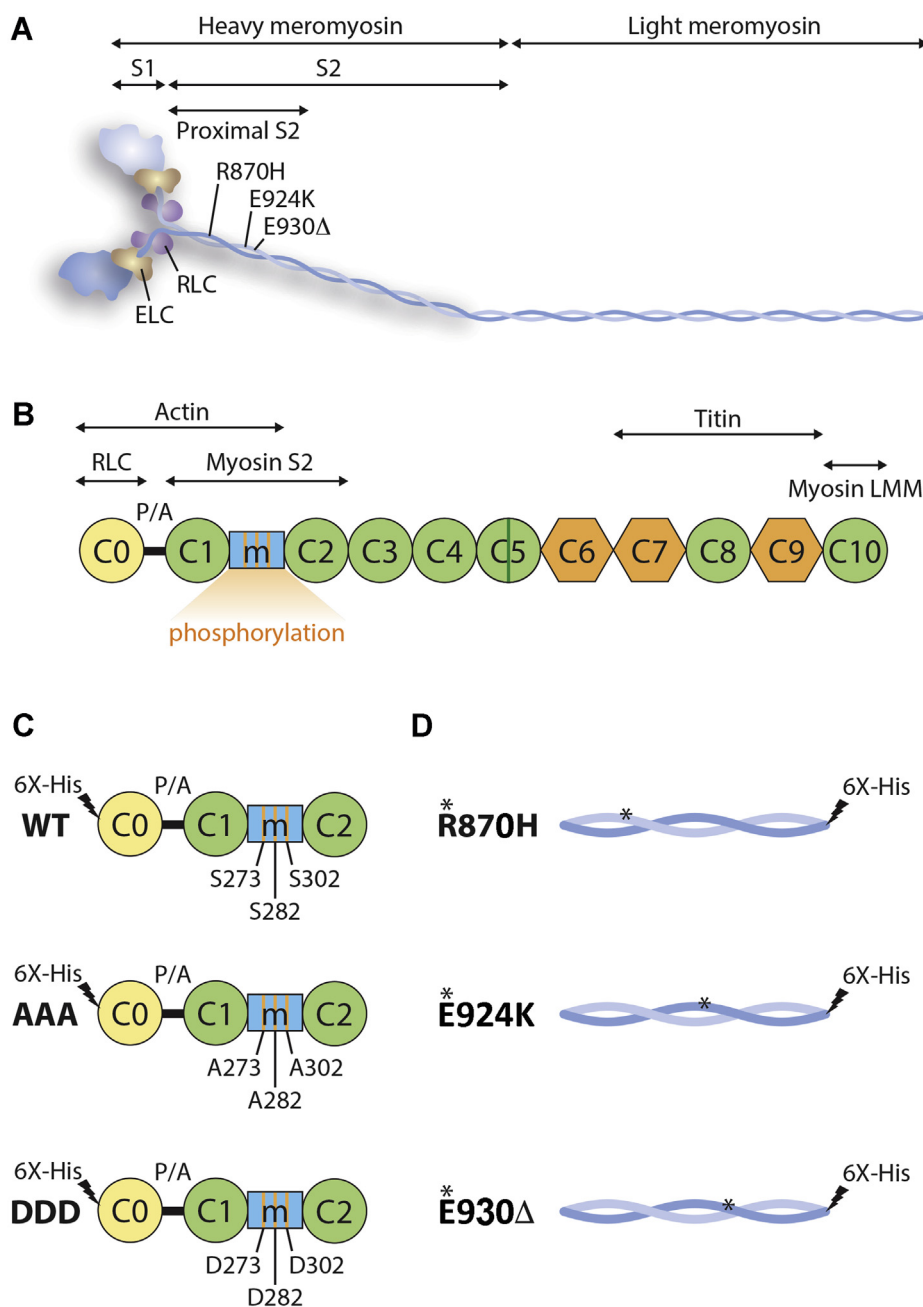 A
Heavy meromyosin
Light meromyosin
S1
S2
Proximal S2
R870H
E924K
E930Δ
RLC
ELC
B
Actin
Titin
RLC
Myosin S2
Myosin LMM
P/A
C0
C1
m
C2
C3
C4
C5
C6
C7
C8
C9
C10
phosphorylation
C
6X-His
P/A
WT
C0
C1
m
C2
S273
S302
S282
6X-His
P/A
AAA
C0
C1
m
C2
A273
A302
A282
6X-His
P/A
DDD
C0
C1
m
C2
D273
D302
D282
D
6X-His
*
R870H
*
6X-His
*
E924K
*
6X-His
*
E930Δ
*